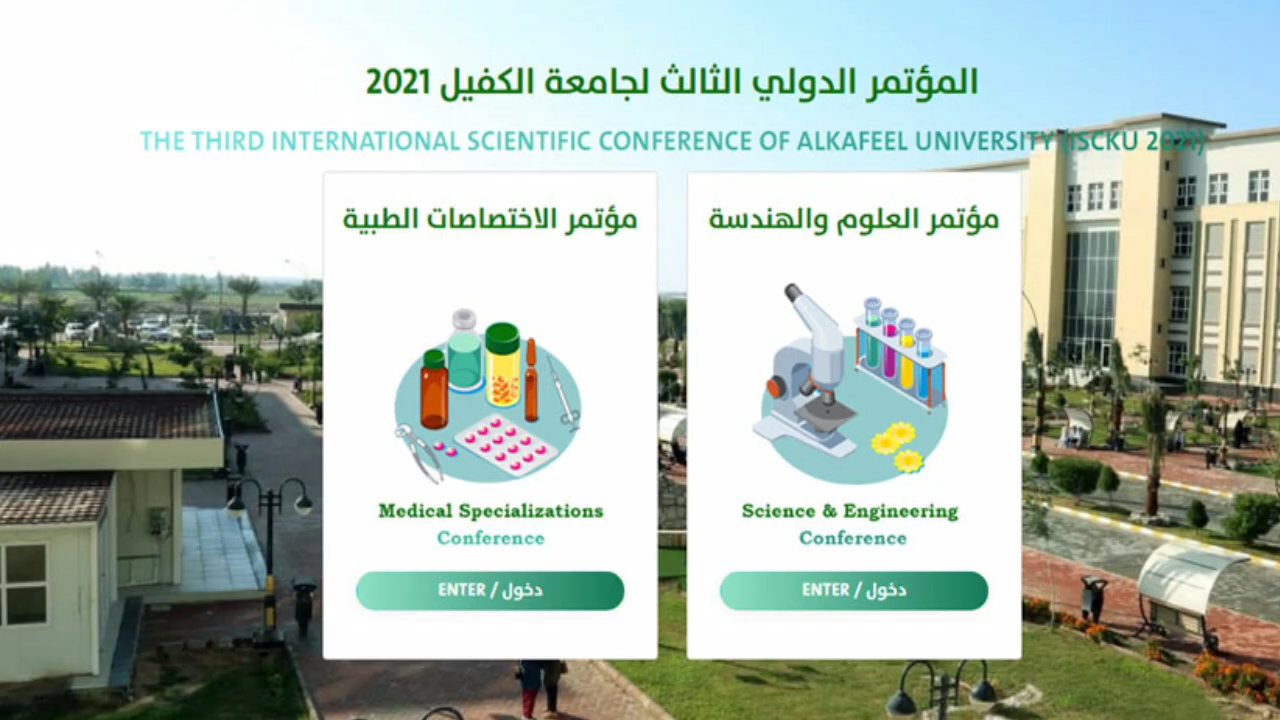 المؤتمر الدولي الثالث لجامعة الكفيل 2021
THE THIRD INTERNATIONAL SCIENTIFIC CONFERENCE OF ALKAFEEL UNIVERSITY (ISCKU 2021)
مؤتمر العلوم والهندسة
Science & Engineering
Conference
دخول / ENTER
مؤتمر الاختصاصات الطبية
Medical Specializations
Conference
دخول / ENTER